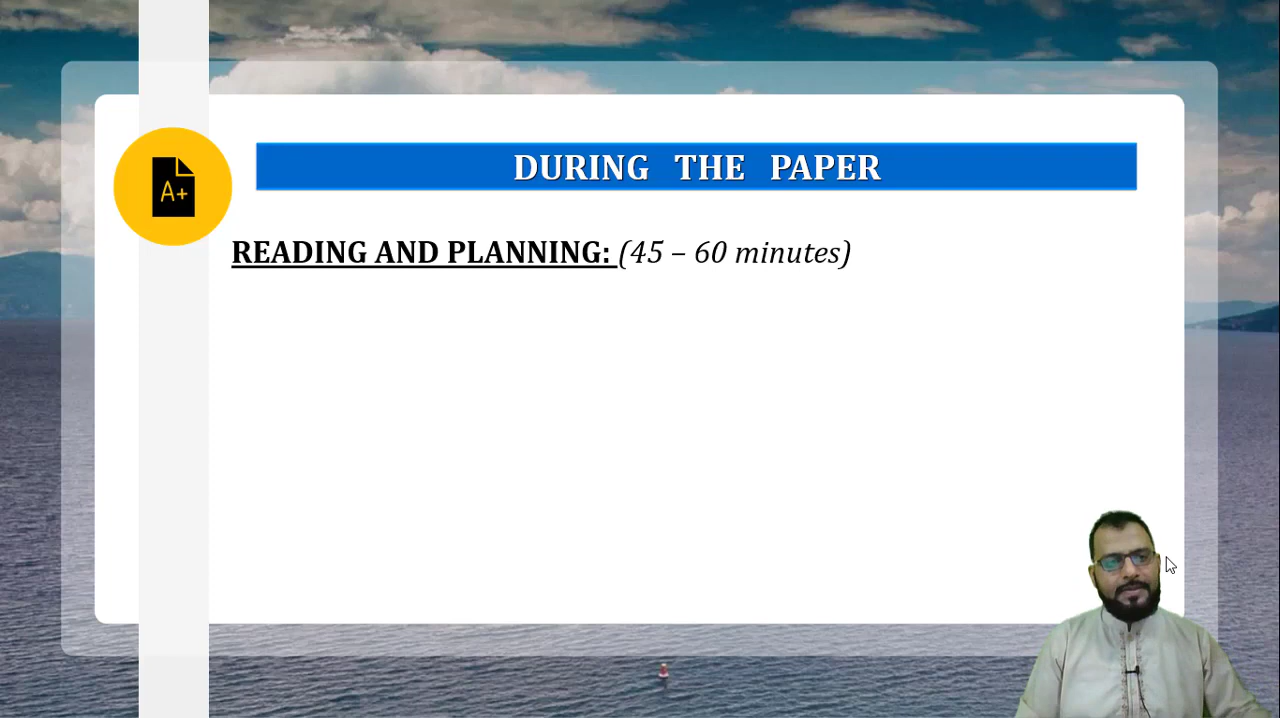 A+
DURING THE PAPER
READING AND PLANNING: (45 – 60 minutes)